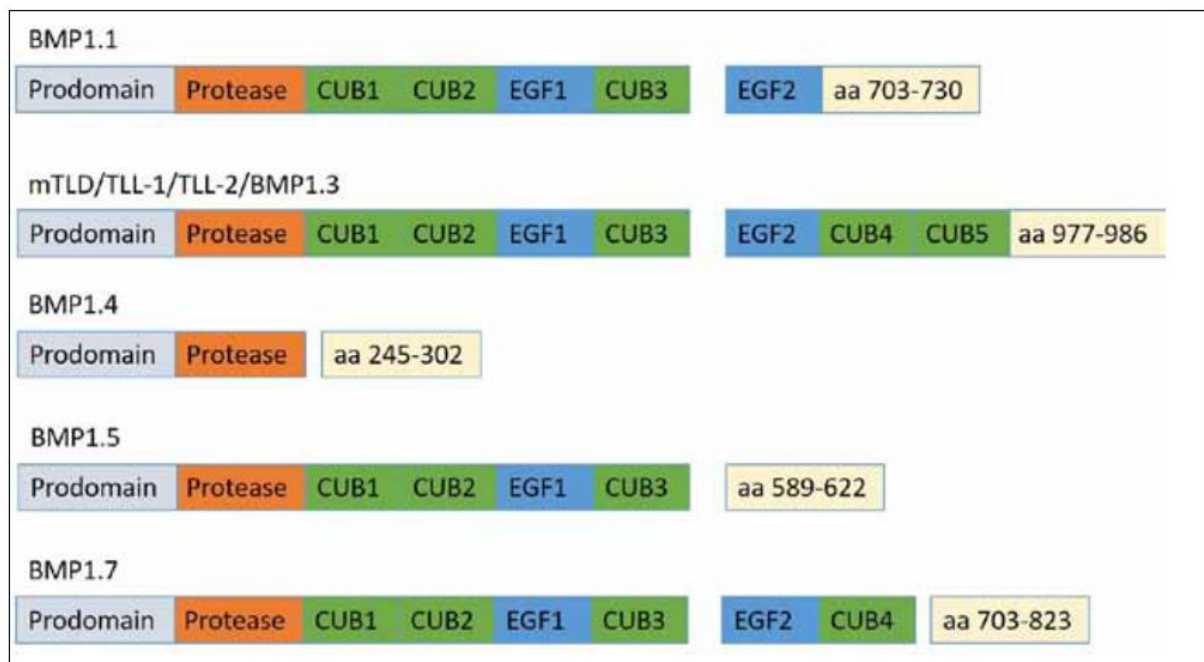 BMP1.1
Prodomain Protease CUB1 CUB2 EGF1 CUB3 EGF2 aa 703-730
mTLD/TLL-1/TLL-2/BMP1.3
Prodomain Protease CUB1 CUB2 EGF1 CUB3 EGF2 CUB4 CUB5 aa 977-986
BMP1.4
Prodomain Protease aa 245-302
BMP1.5
Prodomain Protease CUB1 CUB2 EGF1 CUB3 aa 589-622
BMP1.7
Prodomain Protease CUB1 CUB2 EGF1 CUB3 EGF2 CUB4 aa 703-823